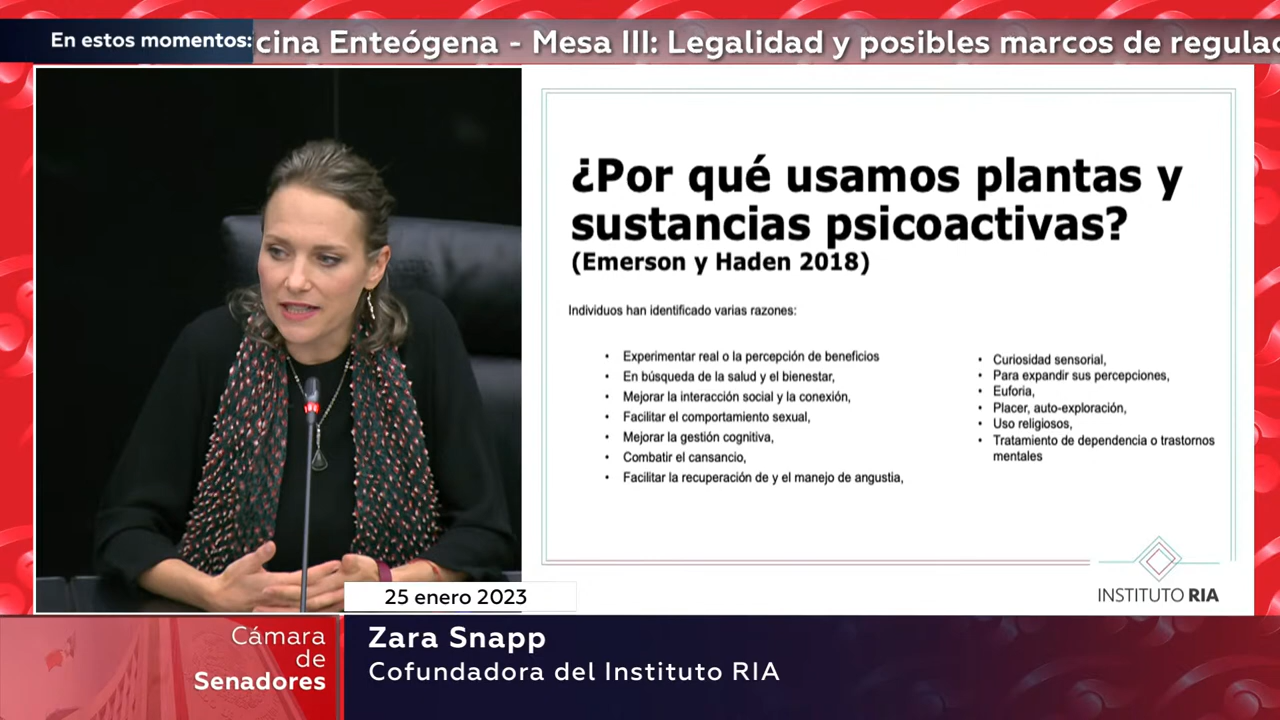 En estos momentos:
cina Enteógena - Mesa III: Legalidad y posibles marcos de regulac
¿Por qué usamos plantas y
sustancias psicoactivas?
(Emerson y Haden 2018)
Individuos han identificado varias razones:
• Experimentar real o la percepción de beneficios
• En búsqueda de la salud y el bienestar,
• Mejorar la interacción social y la conexión,
• Facilitar el comportamiento sexual,
• Mejorar la gestión cognitiva,
• Combatir el cansancio,
• Facilitar la recuperación de y el manejo de angustia,
• Curiosidad sensorial,
• Para expandir sus percepciones,
• Euforia,
• Placer, auto-exploración,
• Uso religiosos,
• Tratamiento de dependencia o trastornos
mentales
INSTITUTO RIA
25 enero 2023
Cámara
de
Senadores
Zara Snapp
Cofundadora del Instituto RIA